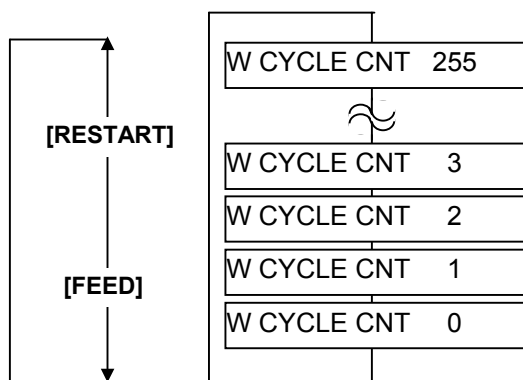 W CYCLE CNT 255
[RESTART]
W CYCLE CNT 3
W CYCLE CNT 2
W CYCLE CNT 1
[FEED]
W CYCLE CNT 0